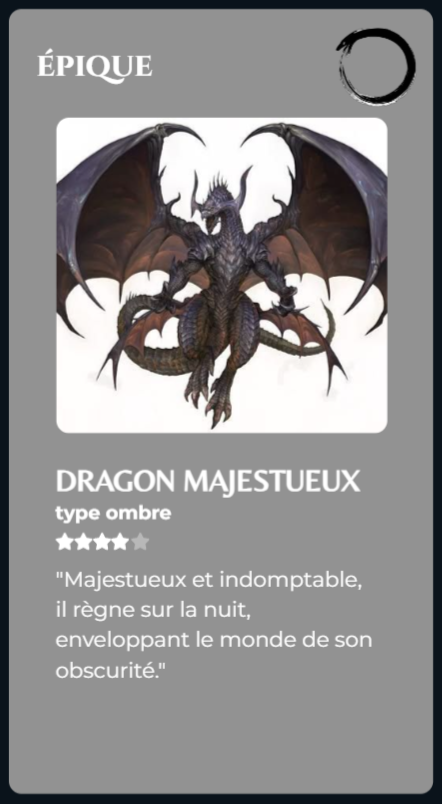 ÉPIQUE
DRAGON MAJESTUEUX
type ombre
"Majestueux et indomptable,
il règne sur la nuit,
enveloppant le monde de son
obscurité."